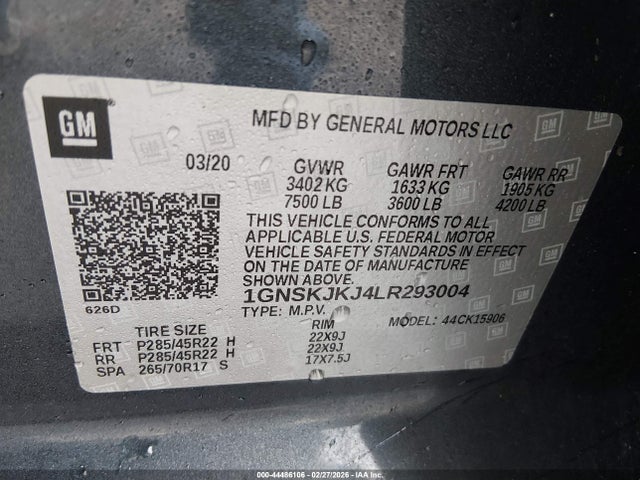 GM
MFD BY GENERAL MOTORS LLC
03/20
GVWR GAWR FRT GAWR RR
3402 KG 1633 KG 1905 KG
7500 LB 3600 LB 4200 LB
THIS VEHICLE CONFORMS TO ALL
APPLICABLE U.S. FEDERAL MOTOR
VEHICLE SAFETY STANDARDS IN EFFECT
ON THE DATE OF MANUFACTURE
SHOWN ABOVE.
1GNSKJKJ4LR293004
TYPE: M.P.V. MODEL: 44CK15906
626D
TIRE SIZE RIM
FRT P285/45R22 H 22X9J
RR P285/45R22 H 22X9J
SPA 265/70R17 S 17X7.5J
000-44486106 | 02/27/2026 | IAA Inc.